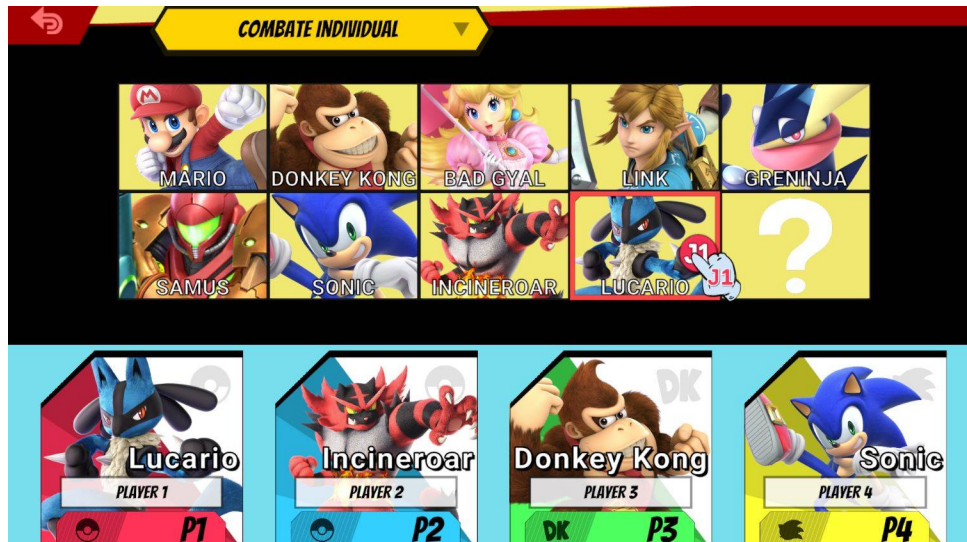 COMBATE INDIVIDUAL
MARIO
DONKEY KONG
BAD GYAL
LINK
GRENINJA
SAMUS
SONIC
INCINEROAR
LUCARIO
J1
J1
?
Lucario
Incineroar
DK
Donkey Kong
Sonic
PLAYER 1
PLAYER 2
PLAYER 3
PLAYER 4
P1
P2
DK
P3
P4